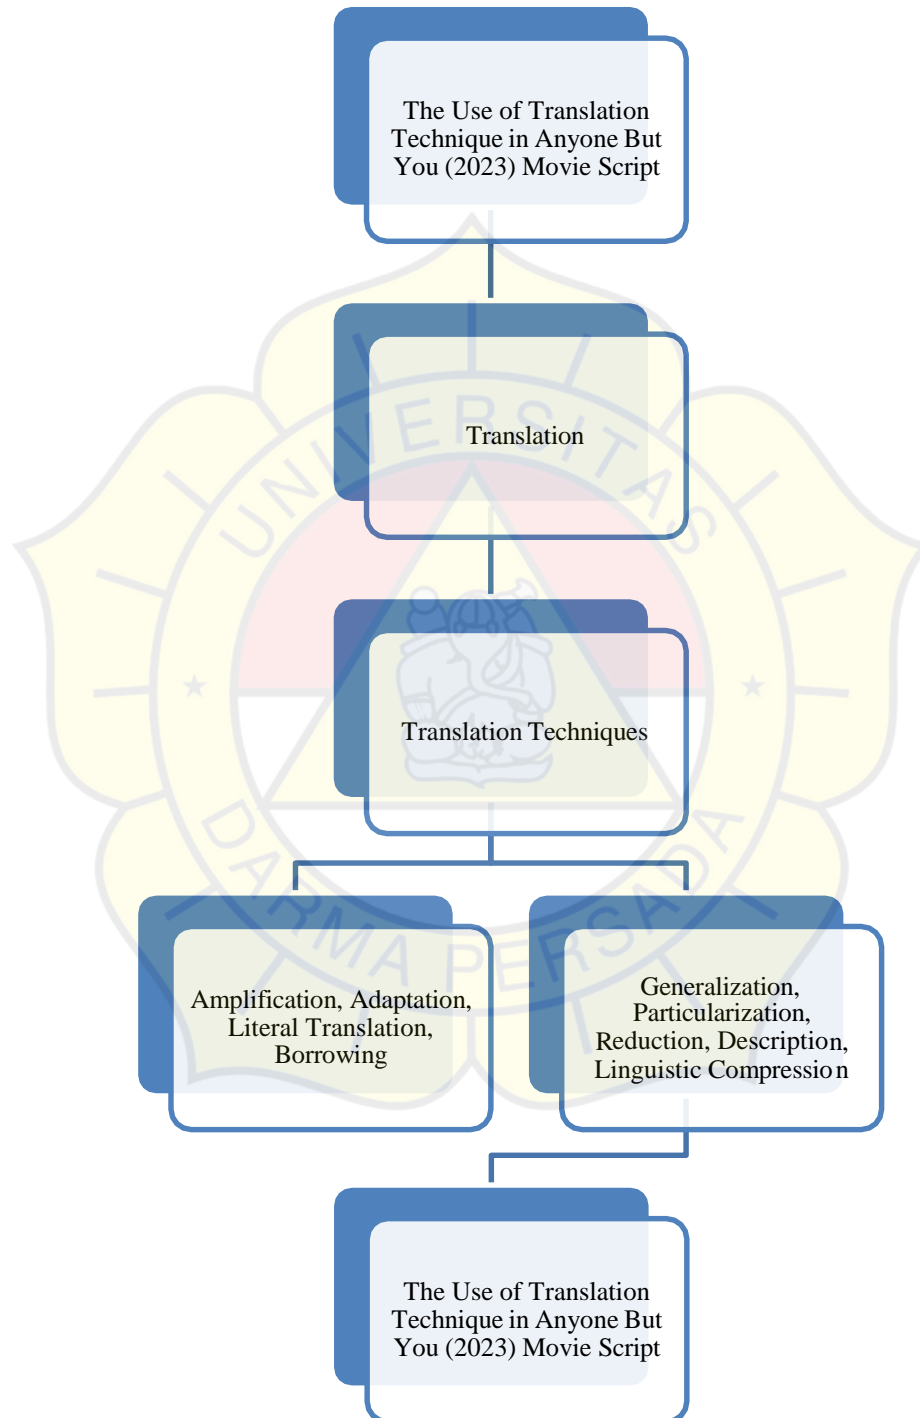 The Use of Translation
Technique in Anyone But
You (2023) Movie Script
UNIVERSITAS
Translation
Translation Techniques
DARMA PERSADA
Amplification, Adaptation,
Literal Translation,
Borrowing
Generalization,
Particularization,
Reduction, Description,
Linguistic Compression
The Use of Translation
Technique in Anyone But
You (2023) Movie Script